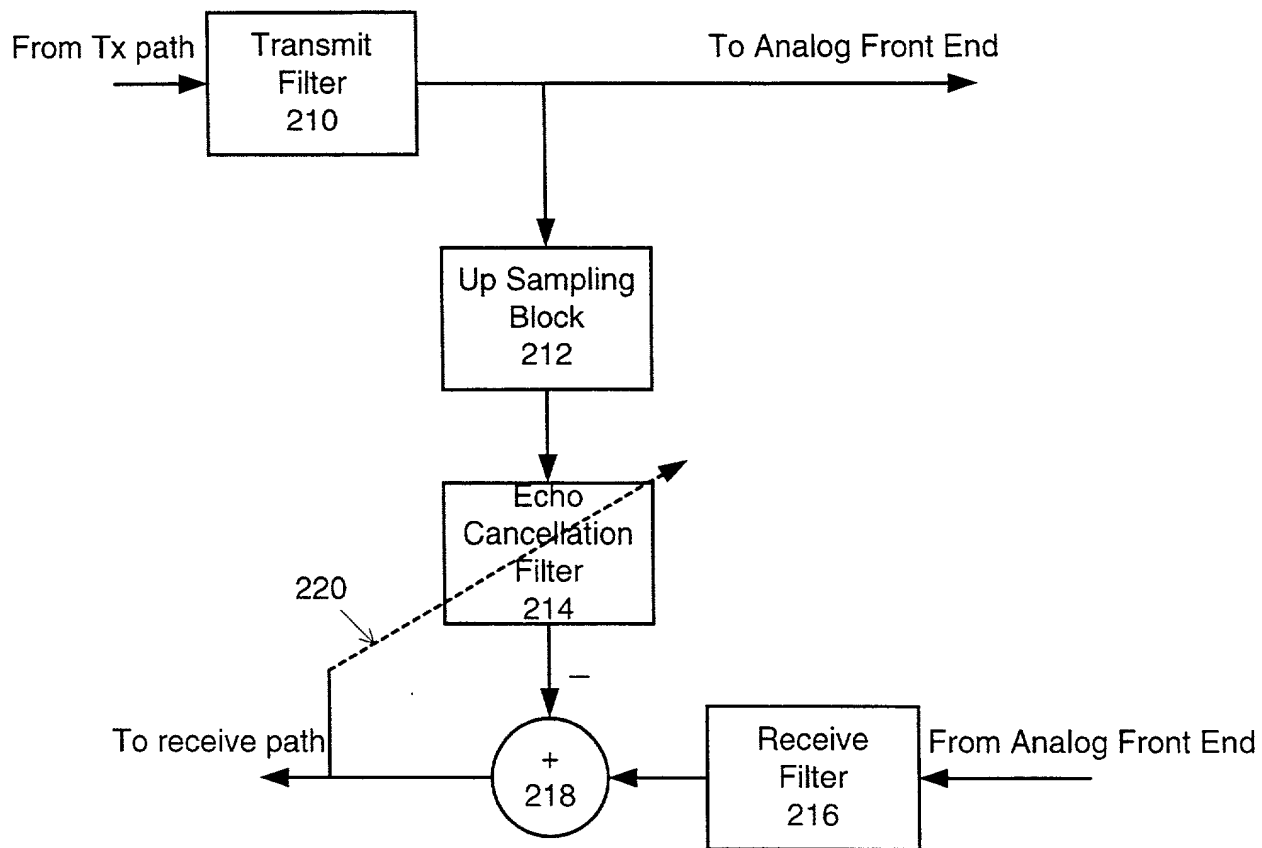 From Tx path
Transmit
Filter
210
To Analog Front End
Up Sampling
Block
212
Echo
Cancellation
Filter
214
220
–
To receive path
+
218
Receive
Filter
216
From Analog Front End